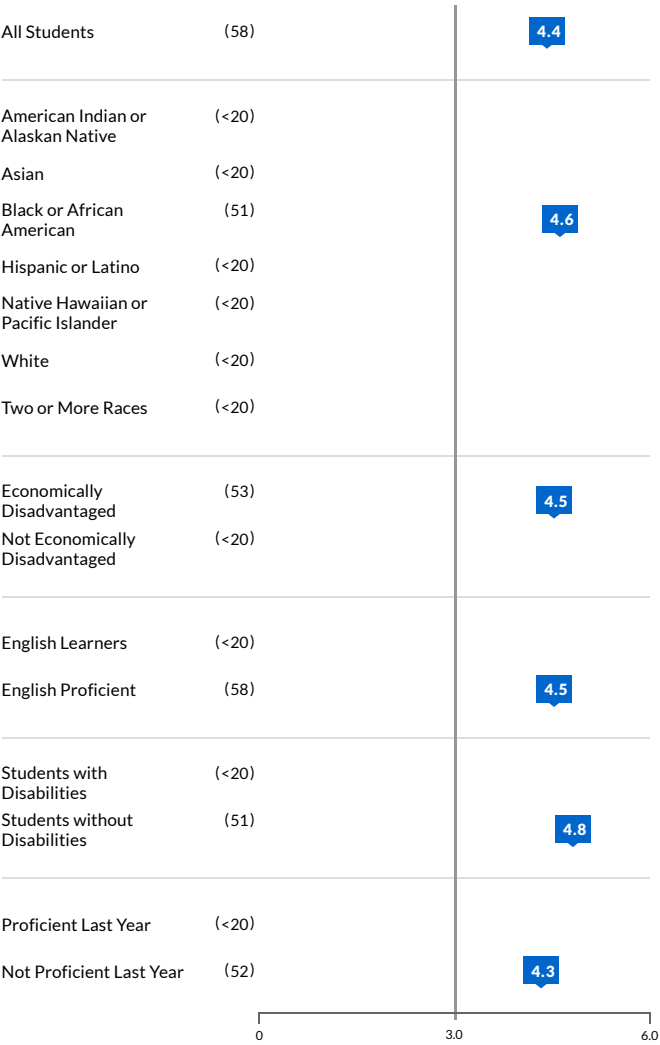 All Students (58) 4.4
American Indian or (<20)
Alaskan Native
Asian (<20)
Black or African (51) 4.6
American
Hispanic or Latino (<20)
Native Hawaiian or (<20)
Pacific Islander
White (<20)
Two or More Races (<20)
Economically (53) 4.5
Disadvantaged
Not Economically (<20)
Disadvantaged
English Learners (<20)
English Proficient (58) 4.5
Students with (<20)
Disabilities
Students without (51) 4.8
Disabilities
Proficient Last Year (<20)
Not Proficient Last Year (52) 4.3
0 3.0 6.0